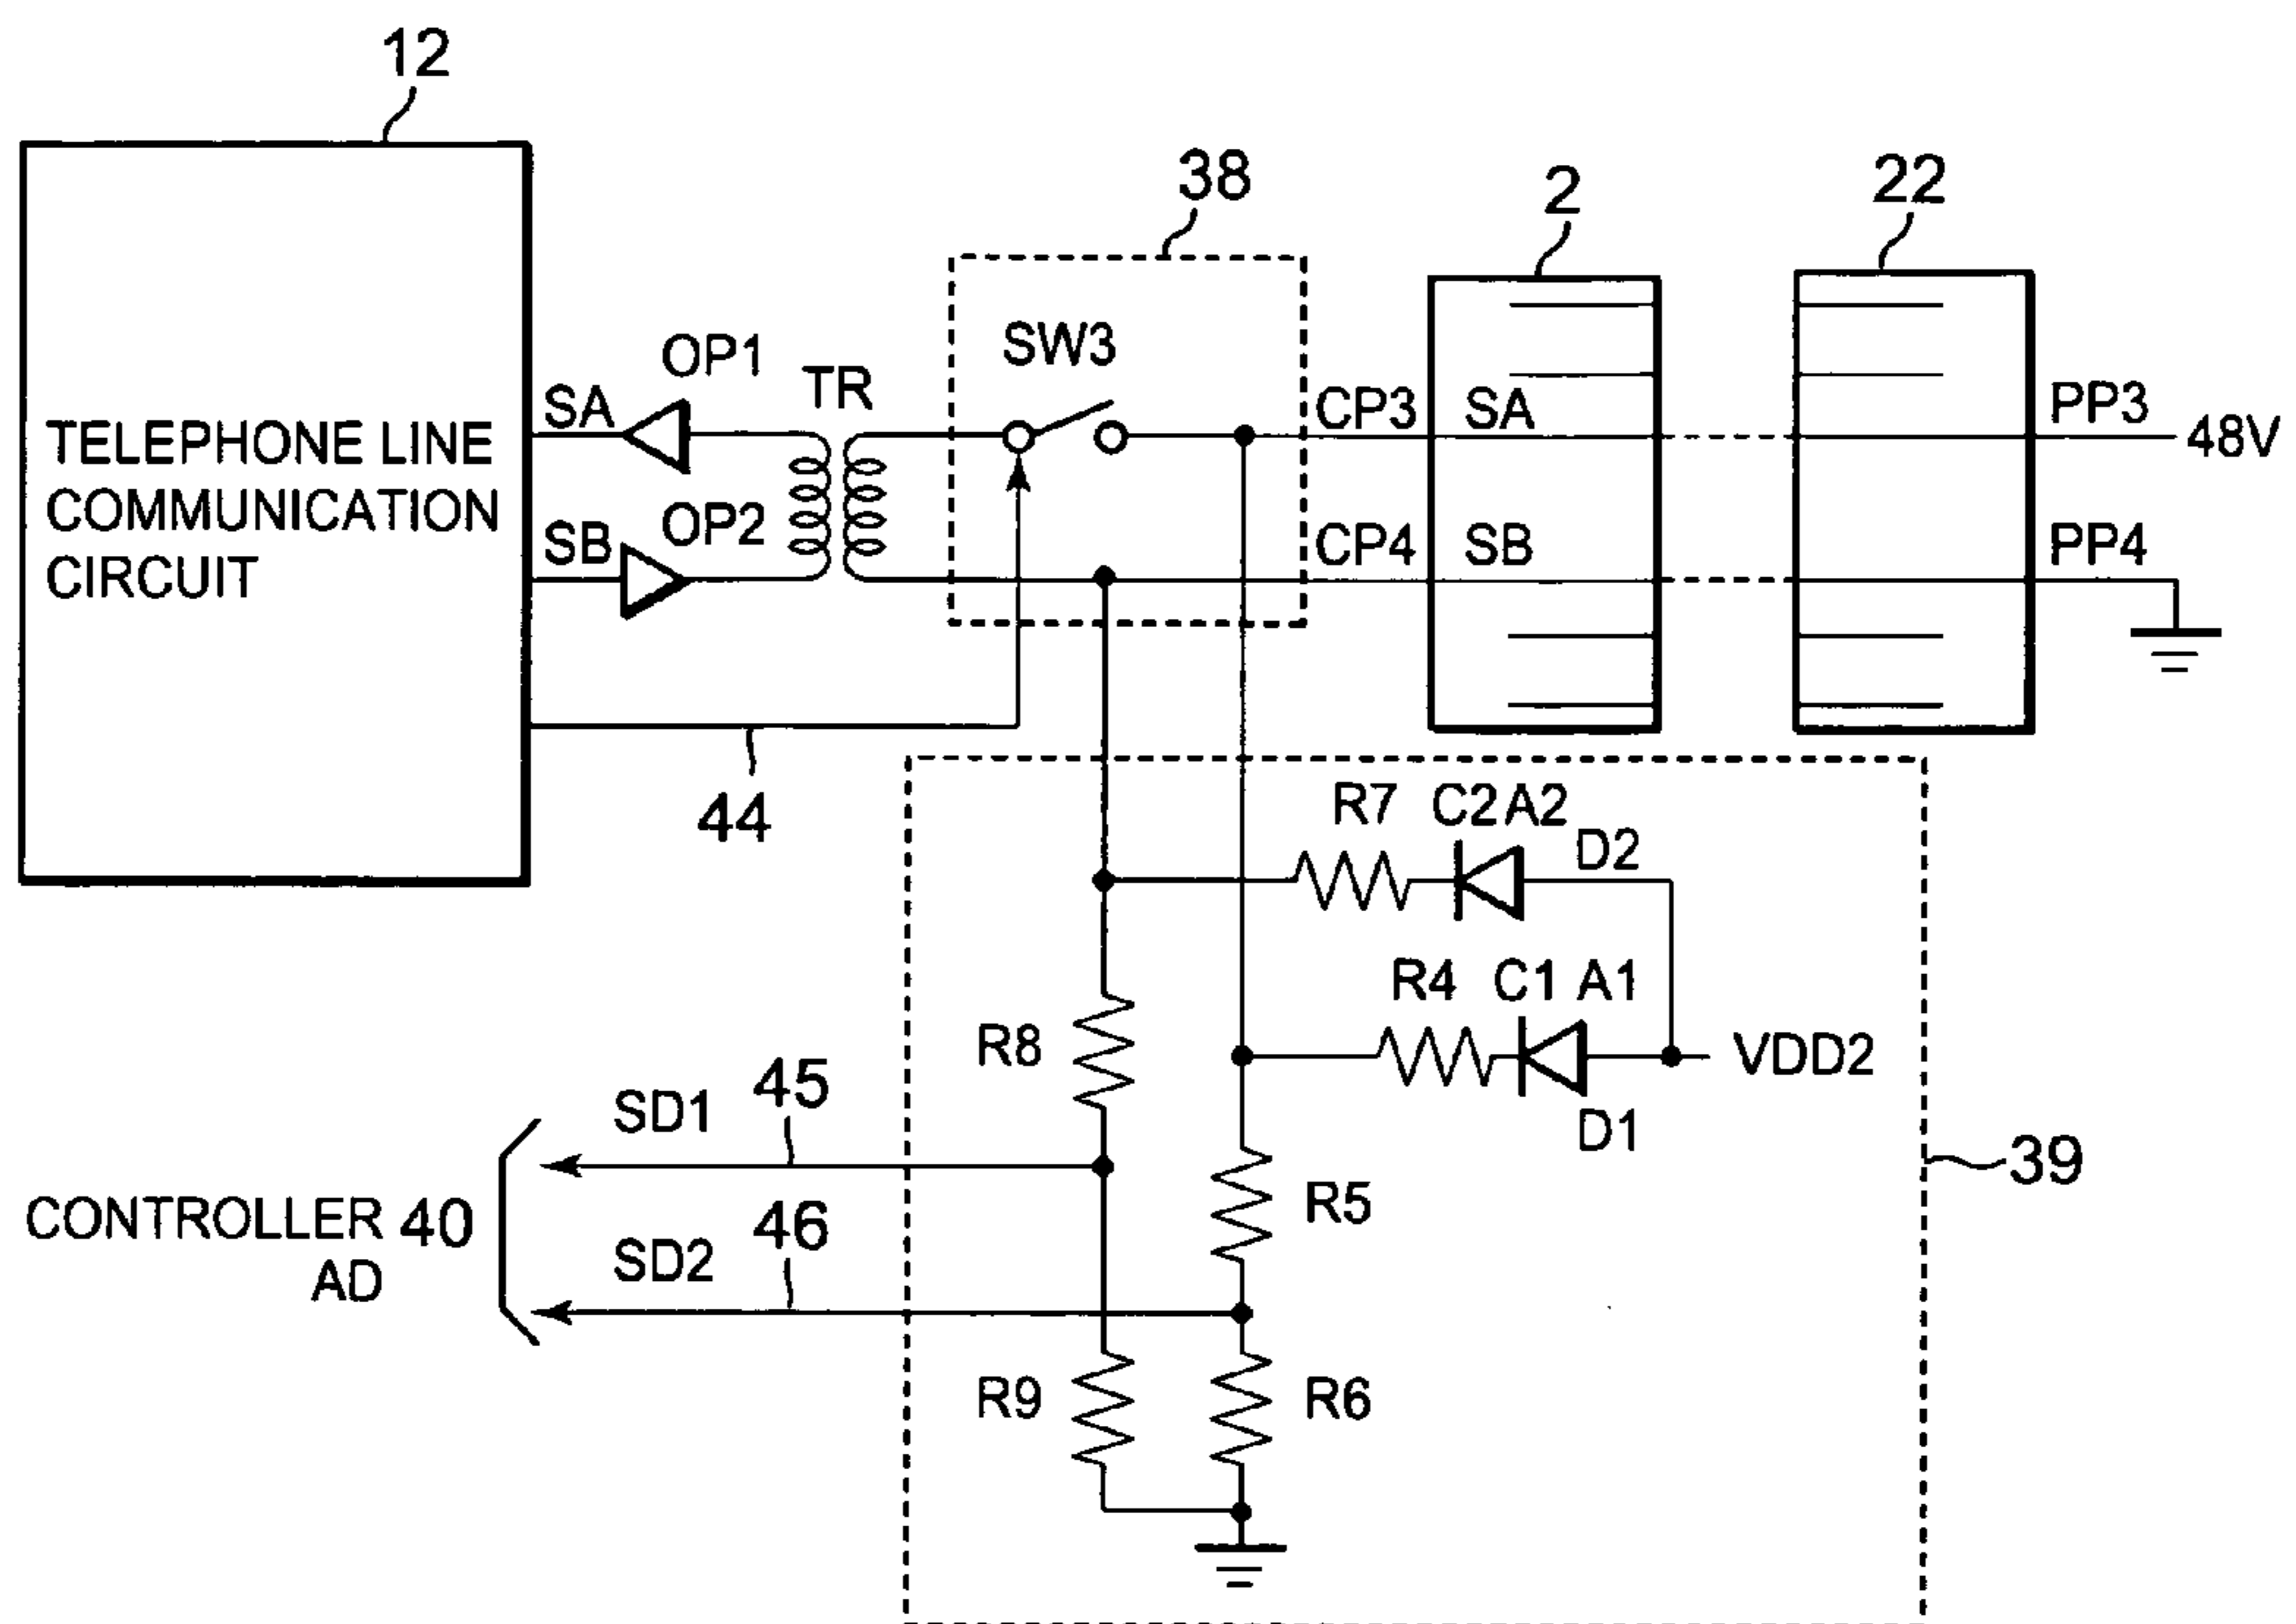 12
38
2
22
SW3
OP1
TR
SA
CP3
SA
PP3
48V
TELEPHONE LINE
COMMUNICATION
CIRCUIT
OP2
SB
CP4
SB
PP4
44
R7
C2
A2
D2
R4
C1
A1
VDD2
D1
R8
SD1
45
39
CONTROLLER 40
AD
SD2
46
R5
R9
R6